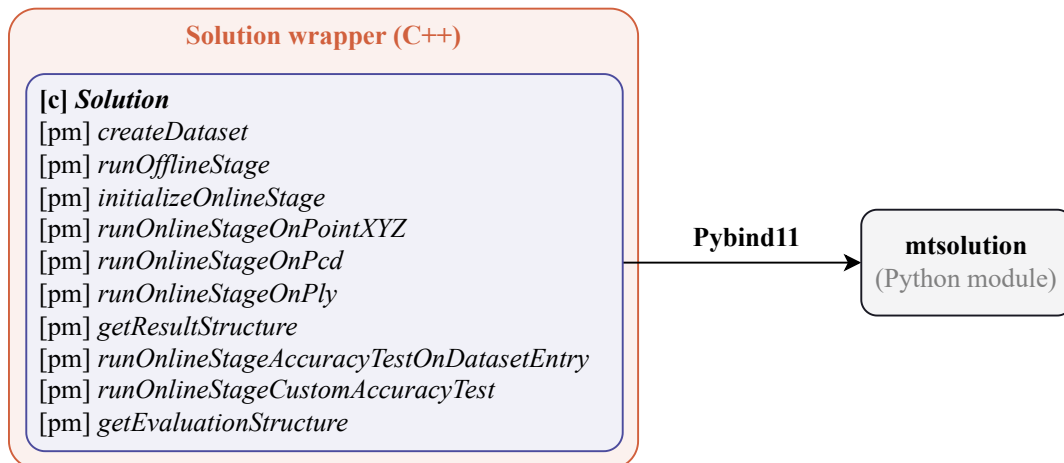 Solution wrapper (C++)
[c] Solution
[pm] createDataset
[pm] runOfflineStage
[pm] initializeOnlineStage
[pm] runOnlineStageOnPointXYZ
[pm] runOnlineStageOnPcd
[pm] runOnlineStageOnPly
[pm] getResultStructure
[pm] runOnlineStageAccuracyTestOnDatasetEntry
[pm] runOnlineStageCustomAccuracyTest
[pm] getEvaluationStructure
Pybind11
mtsolution
(Python module)